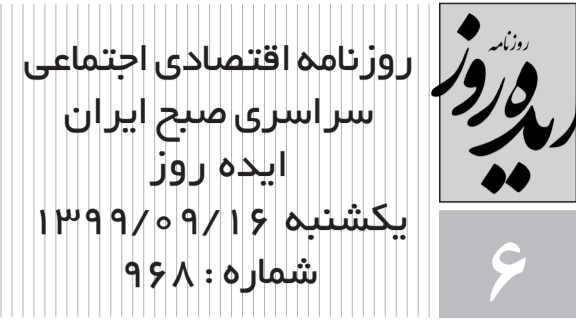 روزنامه
ایده روز
۶
روزنامه اقتصادی اجتماعی
سراسری صبح ایران
ایده روز
یکشنبه ۱۳۹۹/۰۹/۱۶
شماره : ۹۶۸